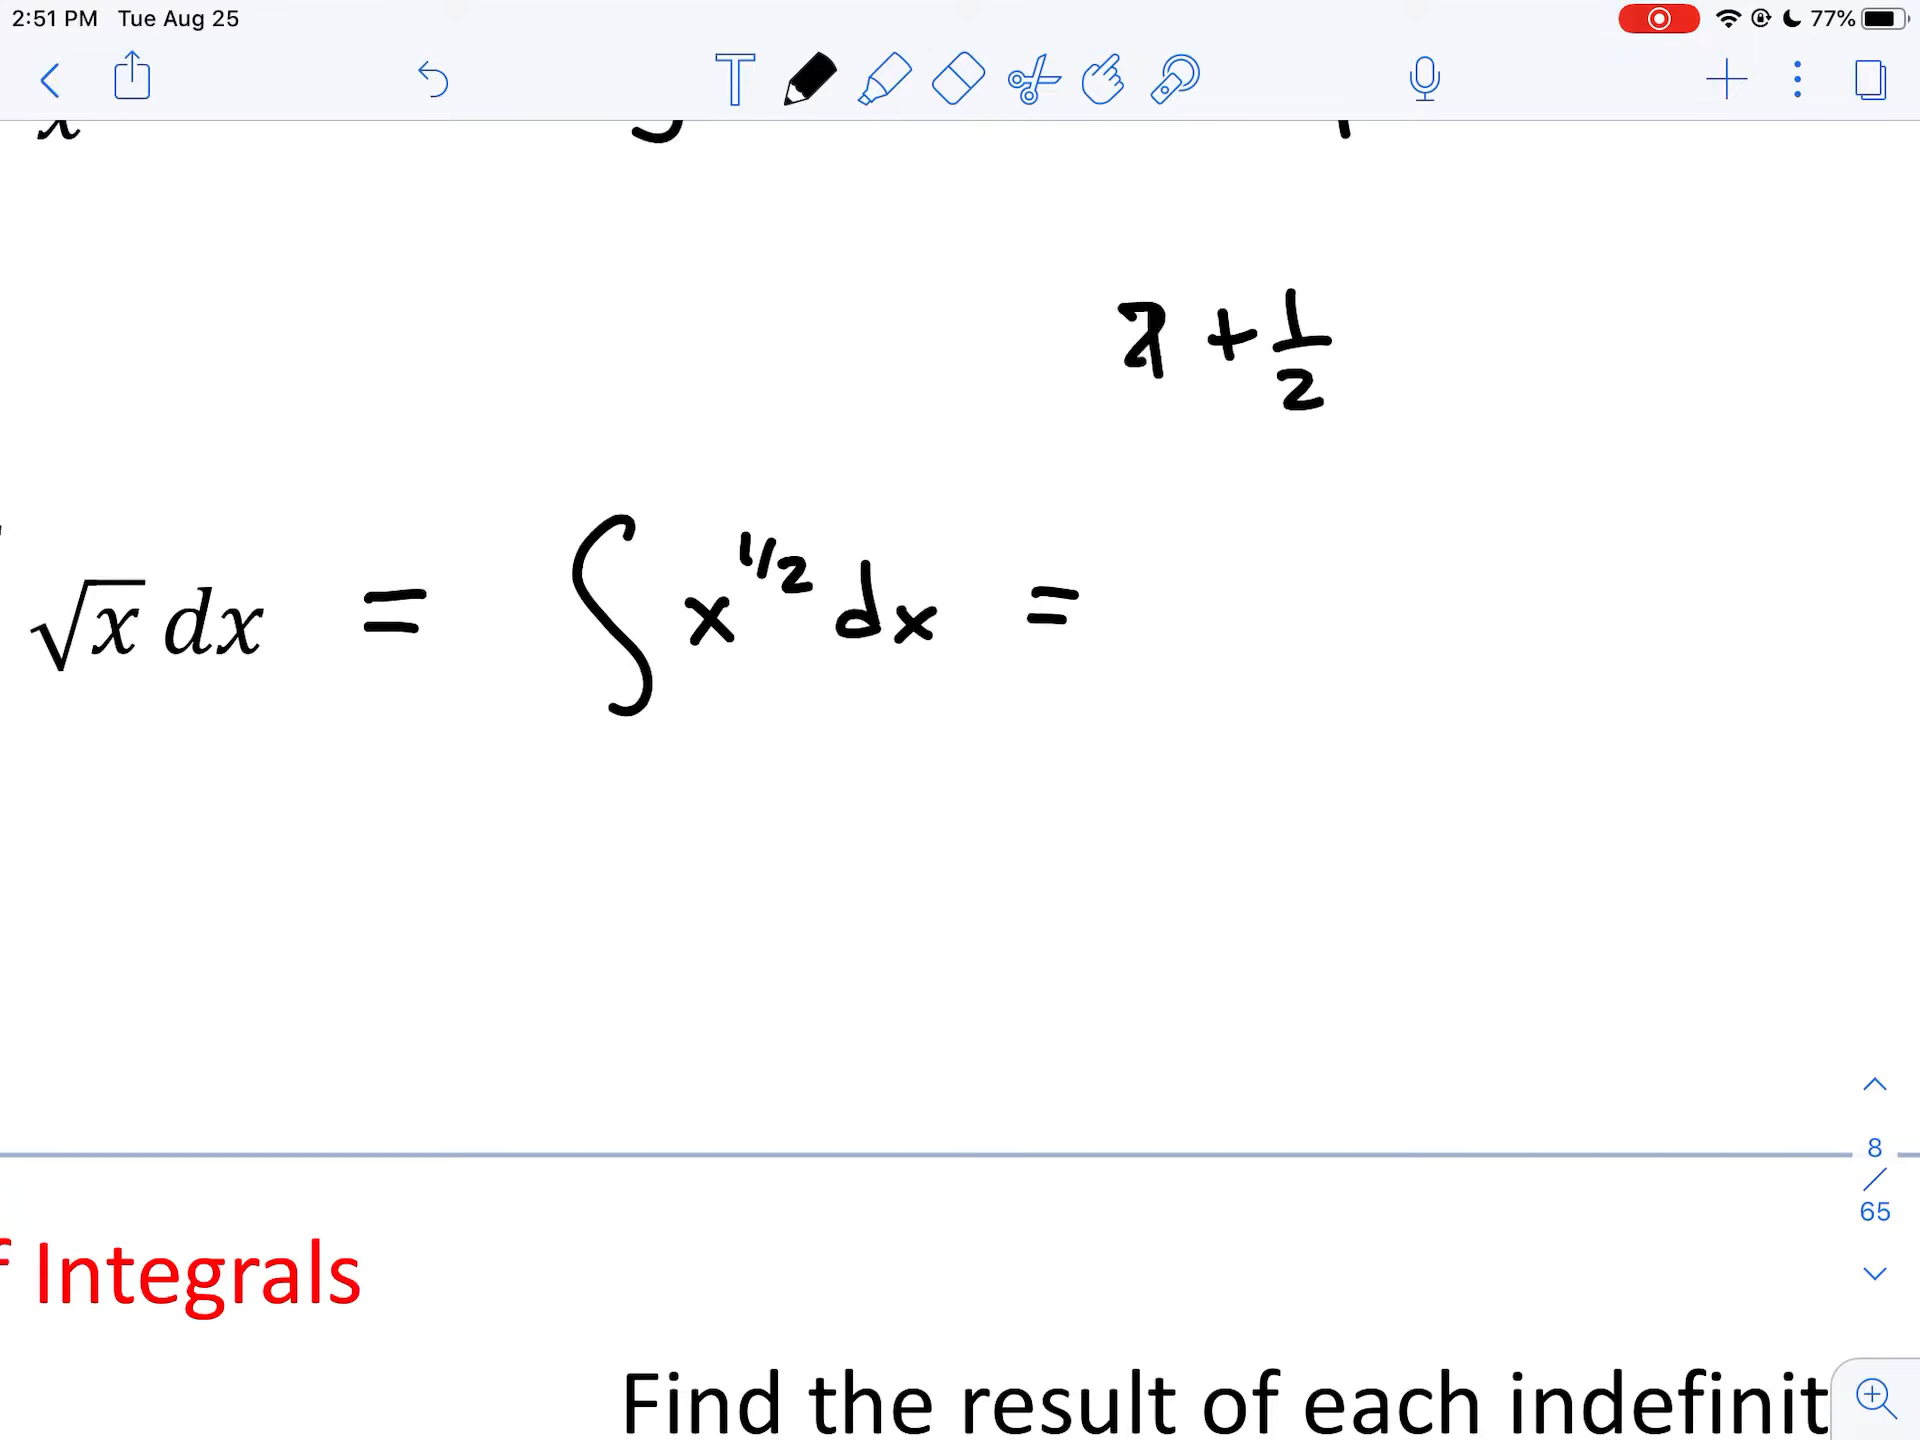 2:51 PM Tue Aug 25 77%
T
+ 1/2
√x dx = ∫ x^1/2 dx =
8
/
65
f Integrals
Find the result of each indefinit